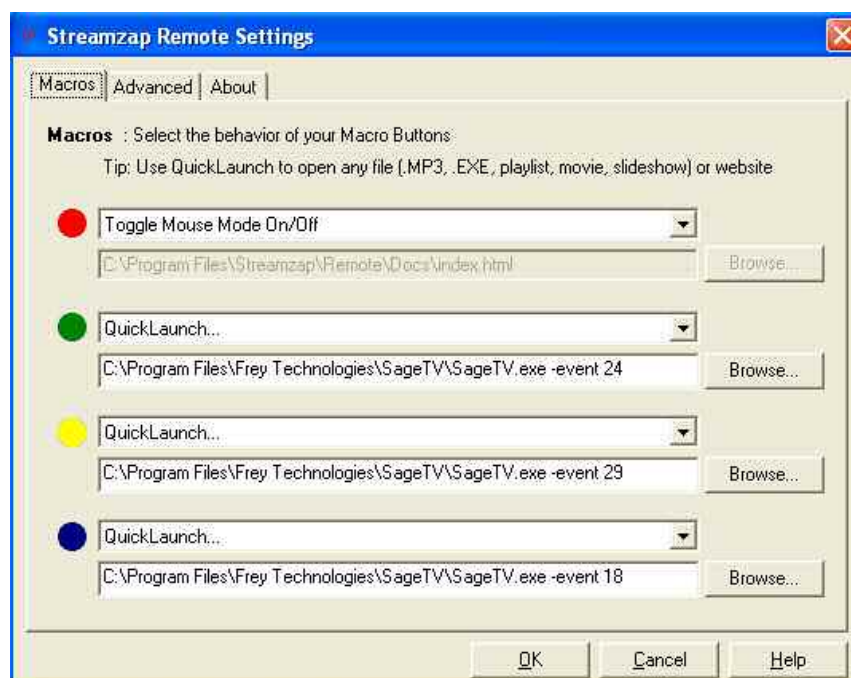 Streamzap Remote Settings
Macros Advanced About
Macros : Select the behavior of your Macro Buttons
Tip: Use QuickLaunch to open any file (.MP3, .EXE, playlist, movie, slideshow) or website
Toggle Mouse Mode On/Off
C:\Program Files\Streamzap\Remote\Docs\index.html Browse...
QuickLaunch...
C:\Program Files\Frey Technologies\SageTV\SageTV.exe -event 24 Browse...
QuickLaunch...
C:\Program Files\Frey Technologies\SageTV\SageTV.exe -event 29 Browse...
QuickLaunch...
C:\Program Files\Frey Technologies\SageTV\SageTV.exe -event 18 Browse...
OK Cancel Help